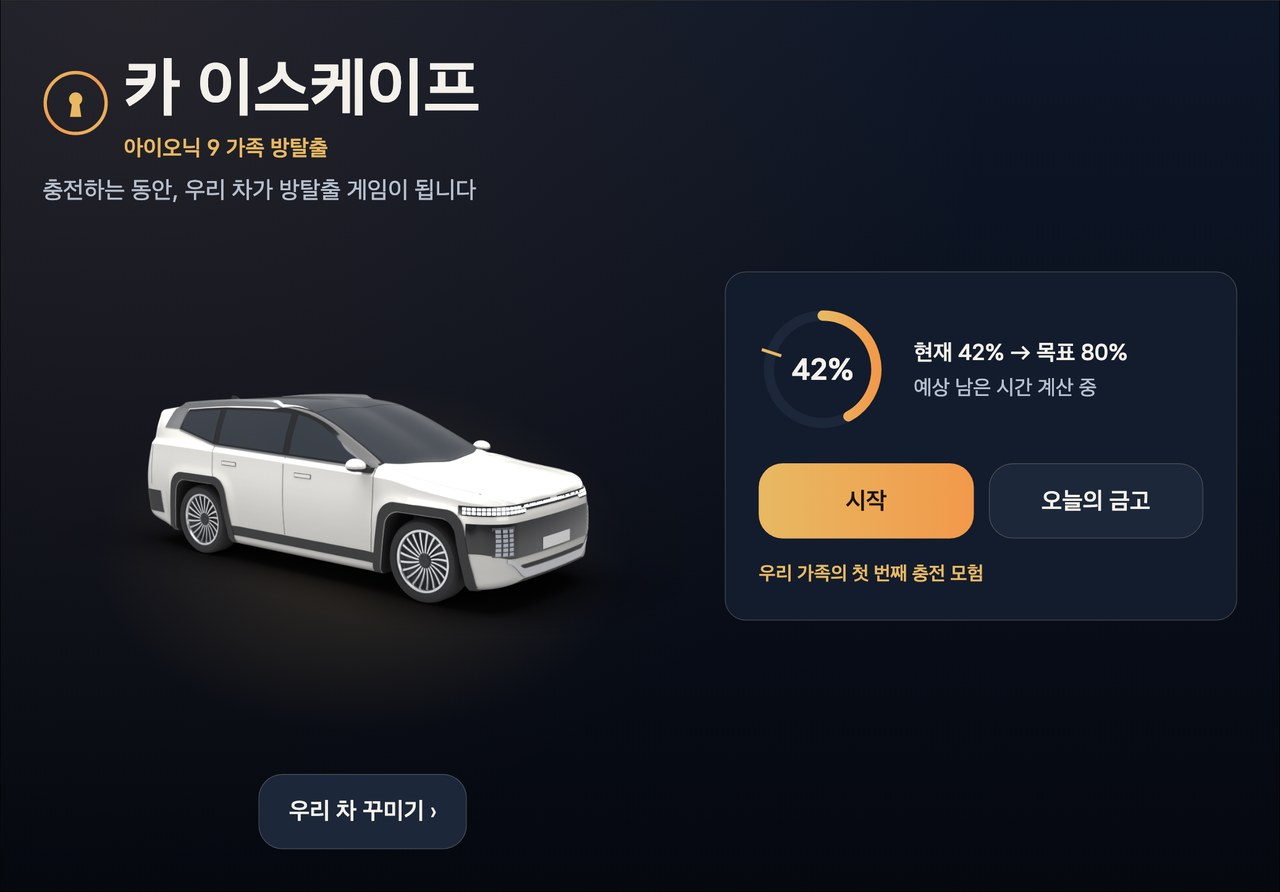 카 이스케이프
아이오닉 9 가족 방탈출
충전하는 동안, 우리 차가 방탈출 게임이 됩니다
42%
현재 42% → 목표 80%
예상 남은 시간 계산 중
시작
오늘의 금고
우리 가족의 첫 번째 충전 모험
우리 차 꾸미기 ›